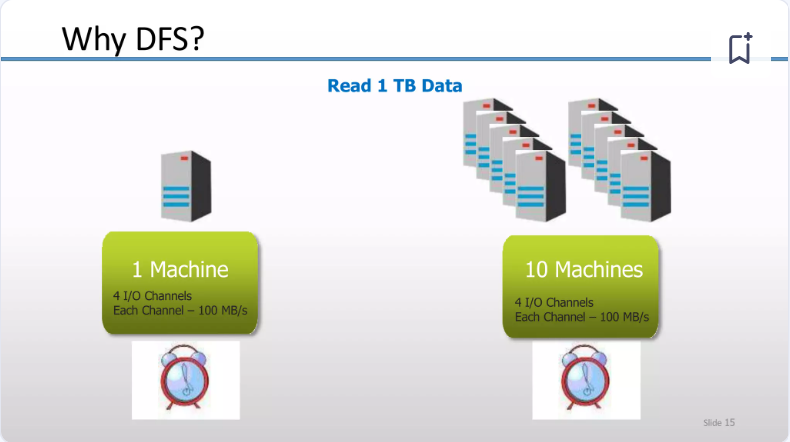 Why DFS?
Read 1 TB Data
1 Machine
4 I/O Channels
Each Channel – 100 MB/s
10 Machines
4 I/O Channels
Each Channel – 100 MB/s
Slide 15